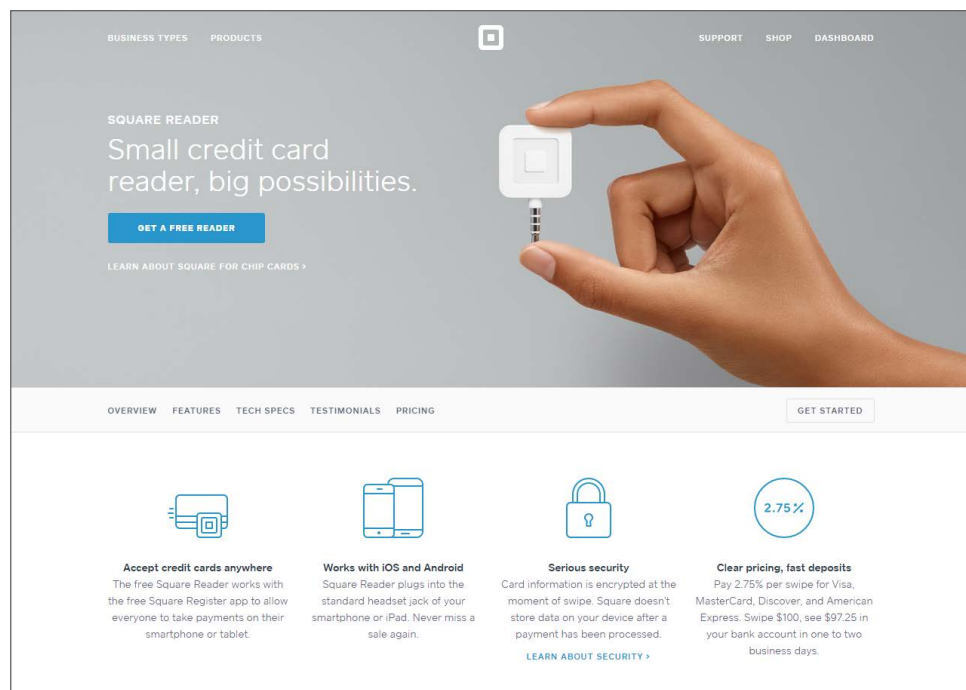 BUSINESS TYPES PRODUCTS
SUPPORT SHOP DASHBOARD
SQUARE READER
Small credit card
reader, big possibilities.
GET A FREE READER
LEARN ABOUT SQUARE FOR CHIP CARDS >
OVERVIEW FEATURES TECH SPECS TESTIMONIALS PRICING
GET STARTED
Accept credit cards anywhere
The free Square Reader works with
the free Square Register app to allow
everyone to take payments on their
smartphone or tablet.
Works with iOS and Android
Square Reader plugs into the
standard headset jack of your
smartphone or iPad. Never miss a
sale again.
Serious security
Card information is encrypted at the
moment of swipe. Square doesn't
store data on your device after a
payment has been processed.
LEARN ABOUT SECURITY >
2.75%
Clear pricing, fast deposits
Pay 2.75% per swipe for Visa,
MasterCard, Discover, and American
Express. Swipe $100, see $97.25 in
your bank account in one to two
business days.